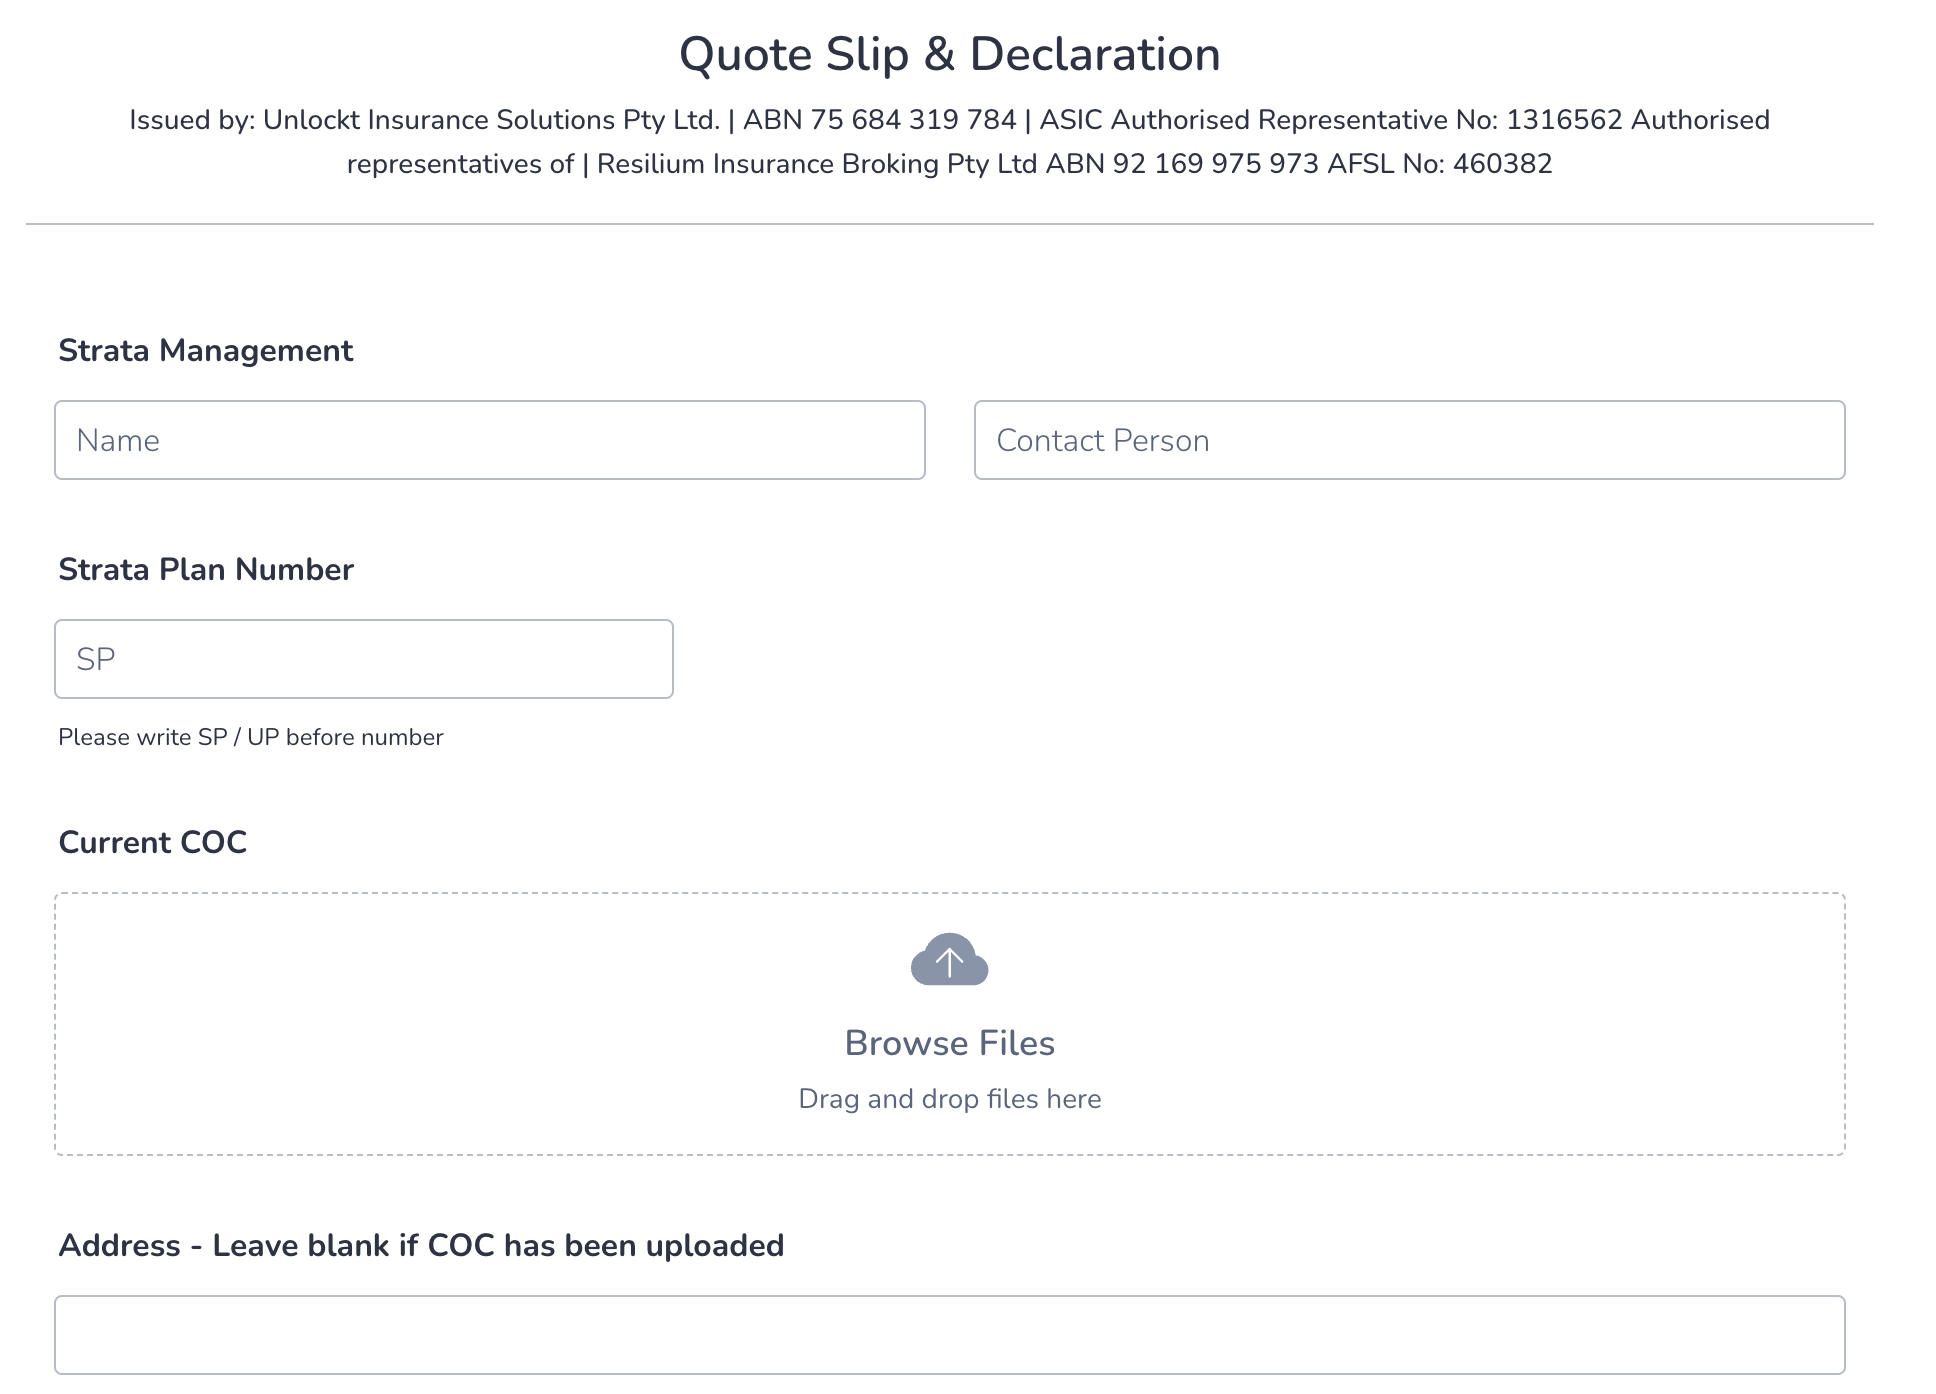 Quote Slip & Declaration
Issued by: Unlockt Insurance Solutions Pty Ltd. | ABN 75 684 319 784 | ASIC Authorised Representative No: 1316562 Authorised
representatives of | Resilium Insurance Broking Pty Ltd ABN 92 169 975 973 AFSL No: 460382
Strata Management
Name
Contact Person
Strata Plan Number
SP
Please write SP / UP before number
Current COC
Browse Files
Drag and drop files here
Address - Leave blank if COC has been uploaded